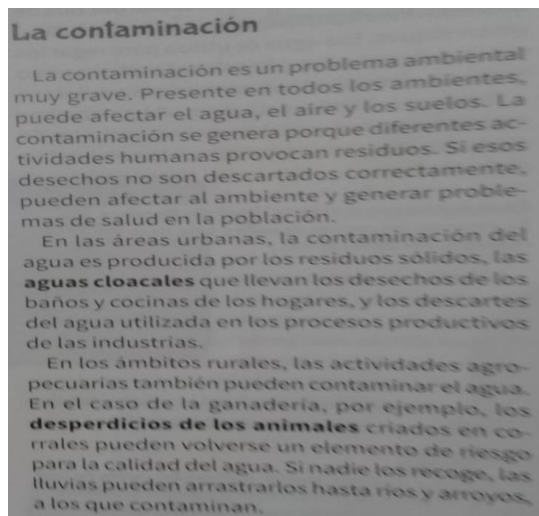 La contaminación
La contaminación es un problema ambiental
muy grave. Presente en todos los ambientes,
puede afectar el agua, el aire y los suelos. La
contaminación se genera porque diferentes ac-
tividades humanas provocan residuos. Si esos
desechos no son descartados correctamente,
pueden afectar al ambiente y generar proble-
mas de salud en la población.
En las áreas urbanas, la contaminación del
agua es producida por los residuos sólidos, las
aguas cloacales que llevan los desechos de los
baños y cocinas de los hogares, y los descartes
del agua utilizada en los procesos productivos
de las industrias.
En los ámbitos rurales, las actividades agro-
pecuarias también pueden contaminar el agua.
En el caso de la ganadería, por ejemplo, los
desperdicios de los animales criados en co-
rrales pueden volverse un elemento de riesgo
para la calidad del agua. Si nadie los recoge, las
lluvias pueden arrastrarlos hasta ríos y arroyos,
a los que contaminan.